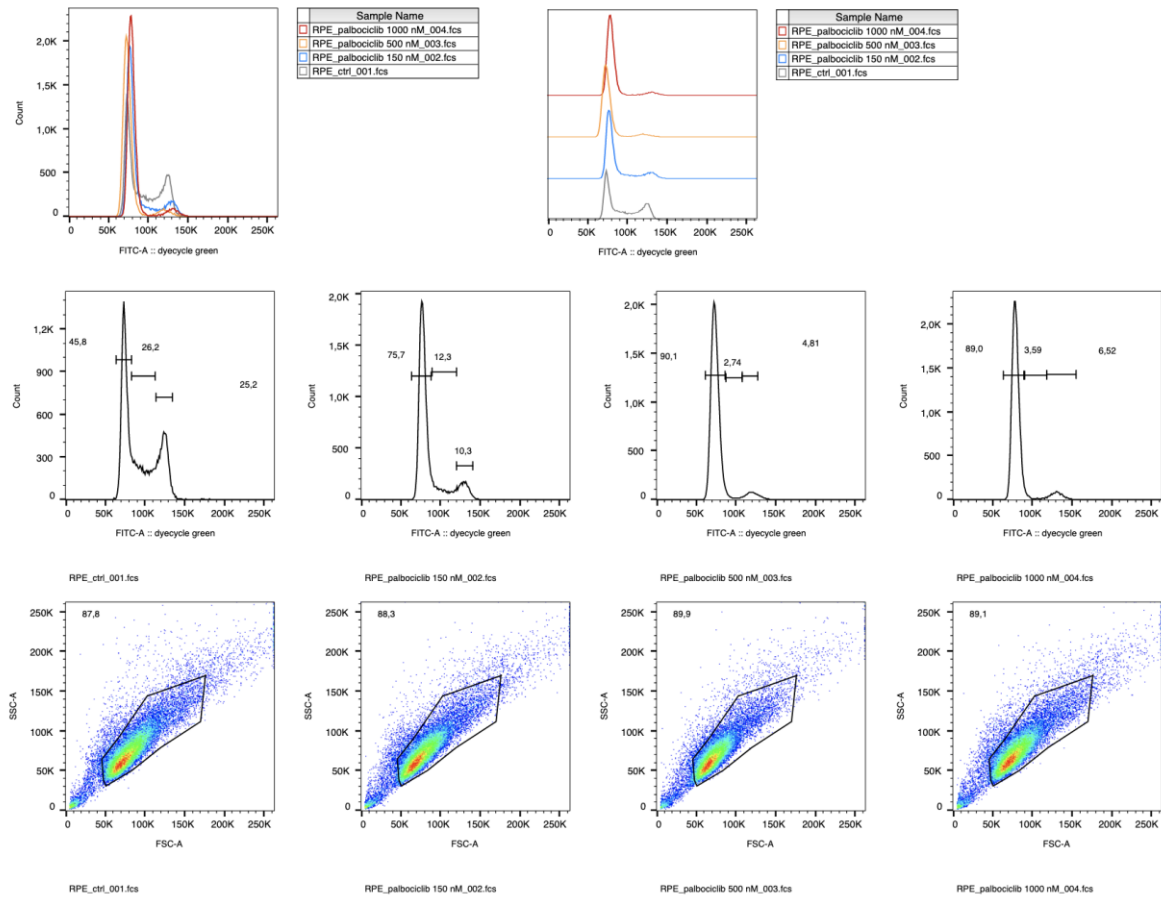 2,0K
1,5K
1,0K
500
0
Count
0 50K 100K 150K 200K 250K
FITC-A :: dyecycle green
Sample Name
RPE_palbociclib 1000 nM_004.fcs
RPE_palbociclib 500 nM_003.fcs
RPE_palbociclib 150 nM_002.fcs
RPE_ctrl_001.fcs
0 50K 100K 150K 200K 250K
FITC-A :: dyecycle green
Sample Name
RPE_palbociclib 1000 nM_004.fcs
RPE_palbociclib 500 nM_003.fcs
RPE_palbociclib 150 nM_002.fcs
RPE_ctrl_001.fcs
1,2K
900
600
300
0
Count
45,8
26,2
25,2
0 50K 100K 150K 200K 250K
FITC-A :: dyecycle green
RPE_ctrl_001.fcs
2,0K
1,5K
1,0K
500
0
Count
75,7
12,3
10,3
0 50K 100K 150K 200K 250K
FITC-A :: dyecycle green
RPE_palbociclib 150 nM_002.fcs
2,0K
1,5K
1,0K
500
0
Count
90,1
2,74
4,81
0 50K 100K 150K 200K 250K
FITC-A :: dyecycle green
RPE_palbociclib 500 nM_003.fcs
2,0K
1,5K
1,0K
500
0
Count
89,0
3,59
6,52
0 50K 100K 150K 200K 250K
FITC-A :: dyecycle green
RPE_palbociclib 1000 nM_004.fcs
250K
200K
150K
100K
50K
0
SSC-A
87,8
0 50K 100K 150K 200K 250K
FSC-A
RPE_ctrl_001.fcs
250K
200K
150K
100K
50K
0
SSC-A
88,3
0 50K 100K 150K 200K 250K
FSC-A
RPE_palbociclib 150 nM_002.fcs
250K
200K
150K
100K
50K
0
SSC-A
89,9
0 50K 100K 150K 200K 250K
FSC-A
RPE_palbociclib 500 nM_003.fcs
250K
200K
150K
100K
50K
0
SSC-A
89,1
0 50K 100K 150K 200K 250K
FSC-A
RPE_palbociclib 1000 nM_004.fcs